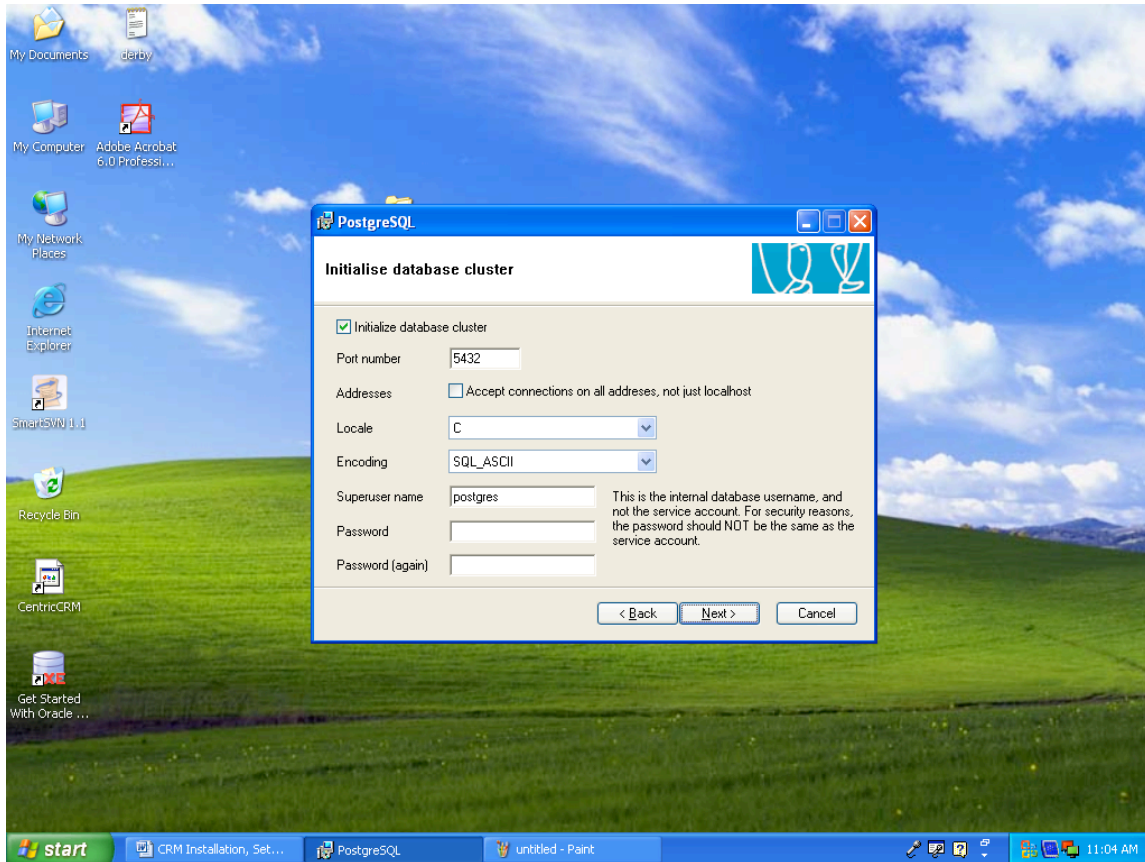 My Documents
derby
My Computer
Adobe Acrobat
6.0 Professi...
My Network
Places
Internet
Explorer
SmartSVN 1.1
Recycle Bin
CentricCRM
Get Started
With Oracle ...
PostgreSQL
Initialise database cluster
Initialize database cluster
Port number
5432
Addresses
Accept connections on all addreses, not just localhost
Locale
C
Encoding
SQL_ASCII
Superuser name
postgres
This is the internal database username, and
not the service account. For security reasons,
the password should NOT be the same as the
service account.
Password
Password (again)
< Back
Next >
Cancel
start
CRM Installation, Set...
PostgreSQL
untitled - Paint
11:04 AM